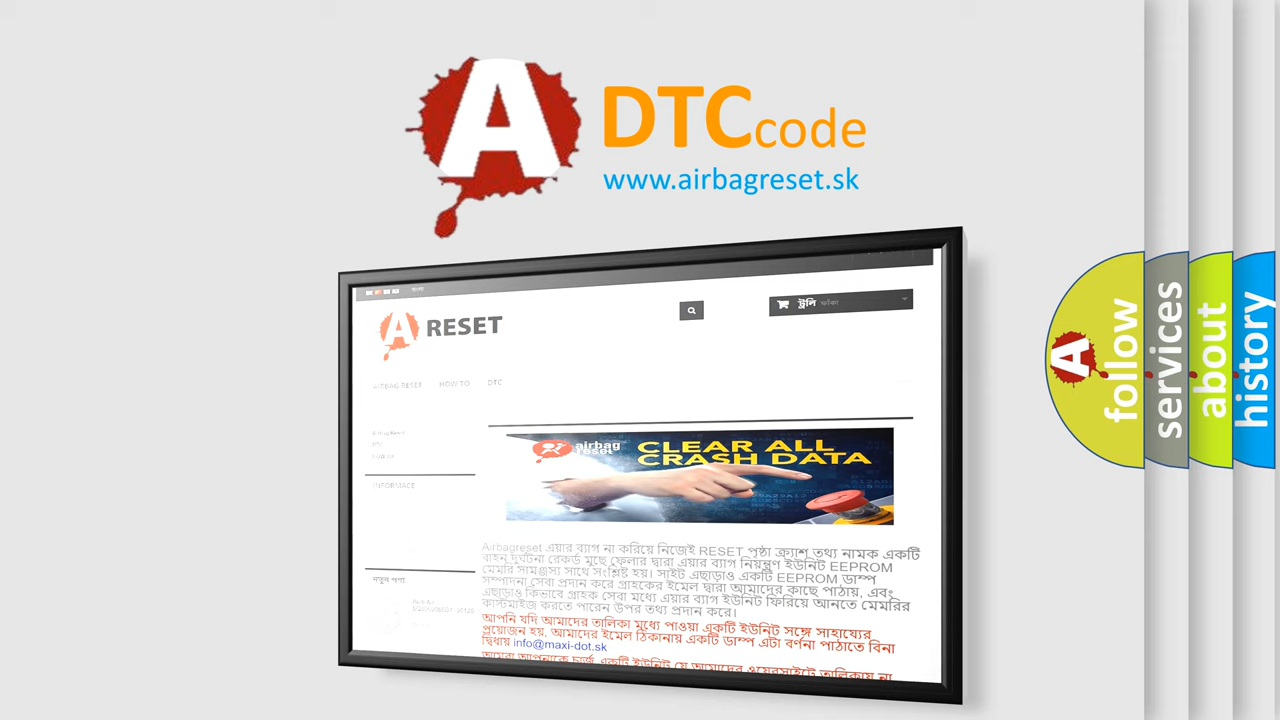 A
DTC code
www.airbagreset.sk
বাংলা
A RESET
ট্রলি ফাঁকা
AIRBAG RESET HOW TO DTC
INFORMACE
airbag
reset
CLEAR ALL
CRASH DATA
Airbagreset এয়ার ব্যাগ না করিয়ে নিজেই RESET পৃষ্ঠা ক্র্যাশ তথ্য নামক একটি
বাহন দুর্ঘটনা রেকর্ড মুছে ফেলার দ্বারা এয়ার ব্যাগ নিয়ন্ত্রণ ইউনিট EEPROM
মেমরি সামঞ্জস্য সাথে সংশ্লিষ্ট হয়। সাইট এছাড়াও একটি EEPROM ডাম্প
সম্পাদনা সেবা প্রদান করে গ্রাহকের ইমেল দ্বারা আমাদের কাছে পাঠায়, এবং
এছাড়াও কিভাবে গ্রাহক সেবা মধ্যে এয়ার ব্যাগ ইউনিট ফিরিয়ে আনতে মেমরির
কাস্টমাইজ করতে পারেন উপর তথ্য প্রদান করে।
আপনি যদি আমাদের তালিকা মধ্যে পাওয়া একটি ইউনিট সঙ্গে সাহায্যের
প্রয়োজন হয়, আমাদের ইমেল ঠিকানায় একটি ডাম্প এটা বর্ণনা পাঠাতে বিনা
দ্বিধায় info@maxi-dot.sk
নতুন পণ্য
A
follow
services
about
history